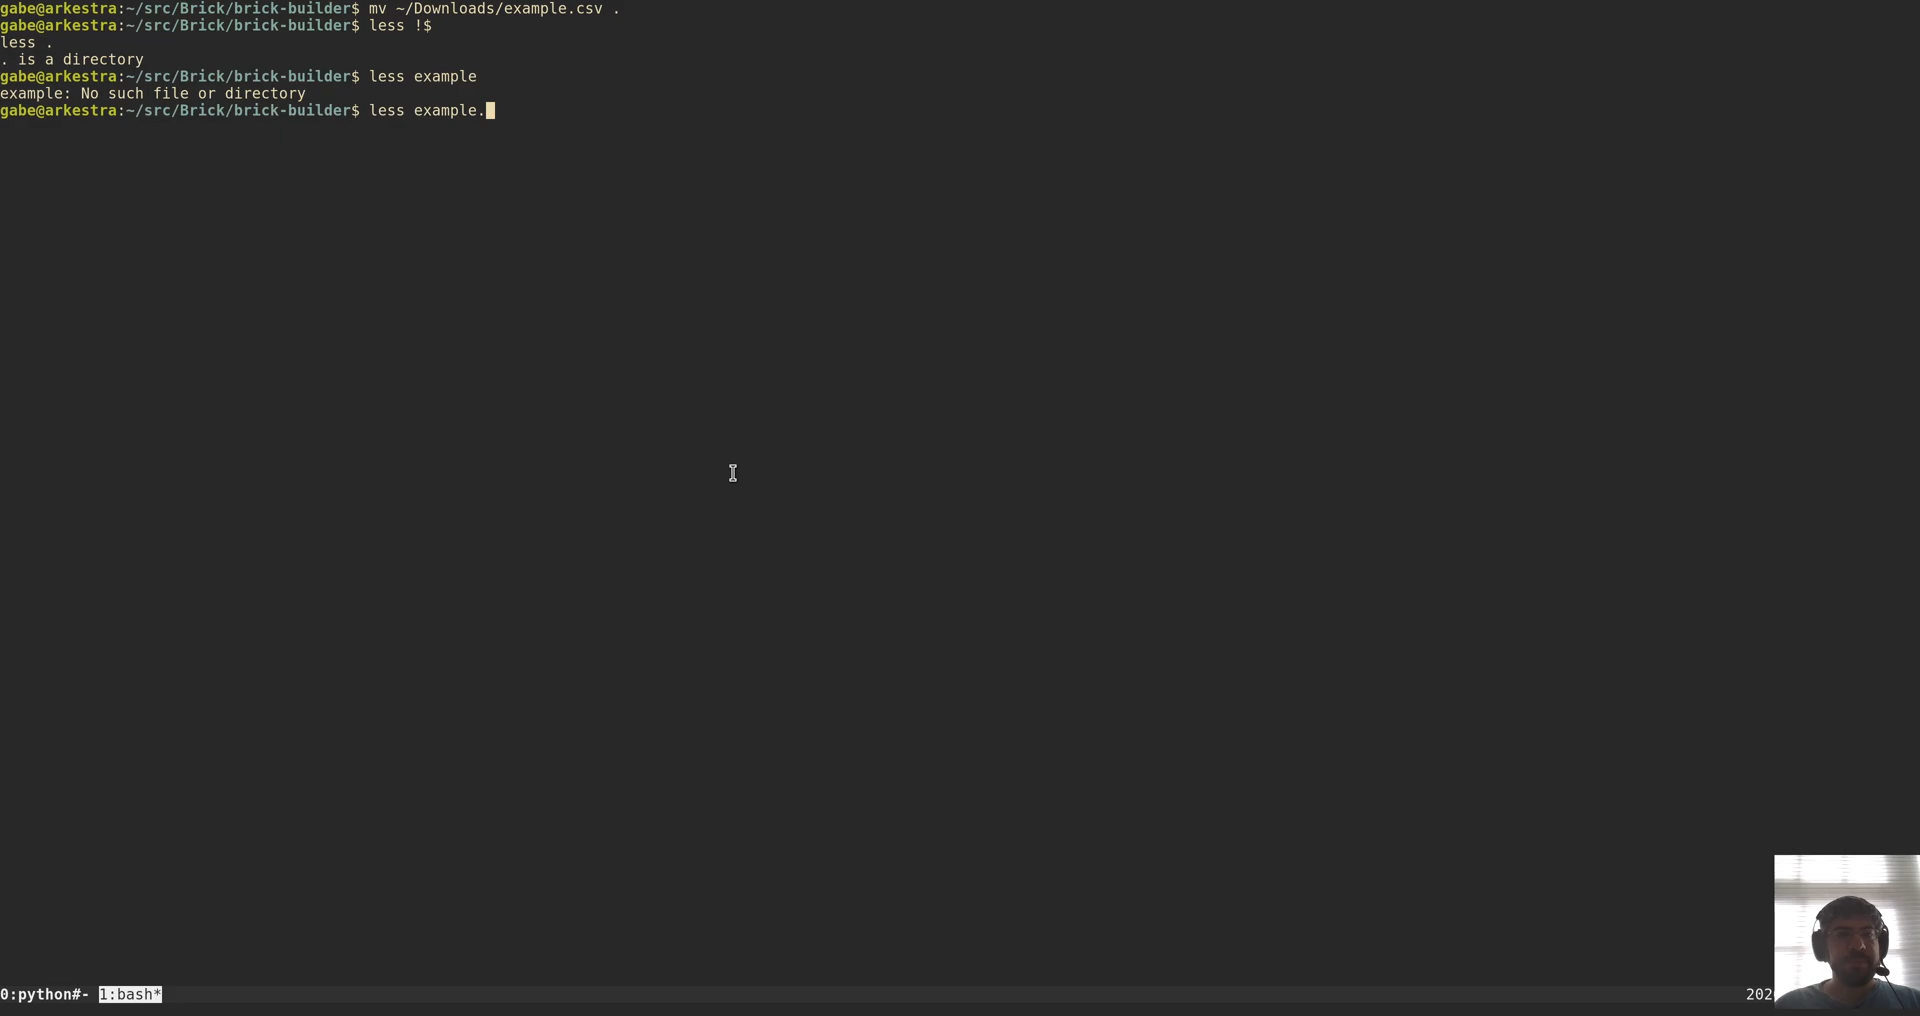 gabe@arkestra:~/src/Brick/brick-builder$ mv ~/Downloads/example.csv .
gabe@arkestra:~/src/Brick/brick-builder$ less !$
less .
. is a directory
gabe@arkestra:~/src/Brick/brick-builder$ less example
example: No such file or directory
gabe@arkestra:~/src/Brick/brick-builder$ less example.
0:python#- 1:bash* 202